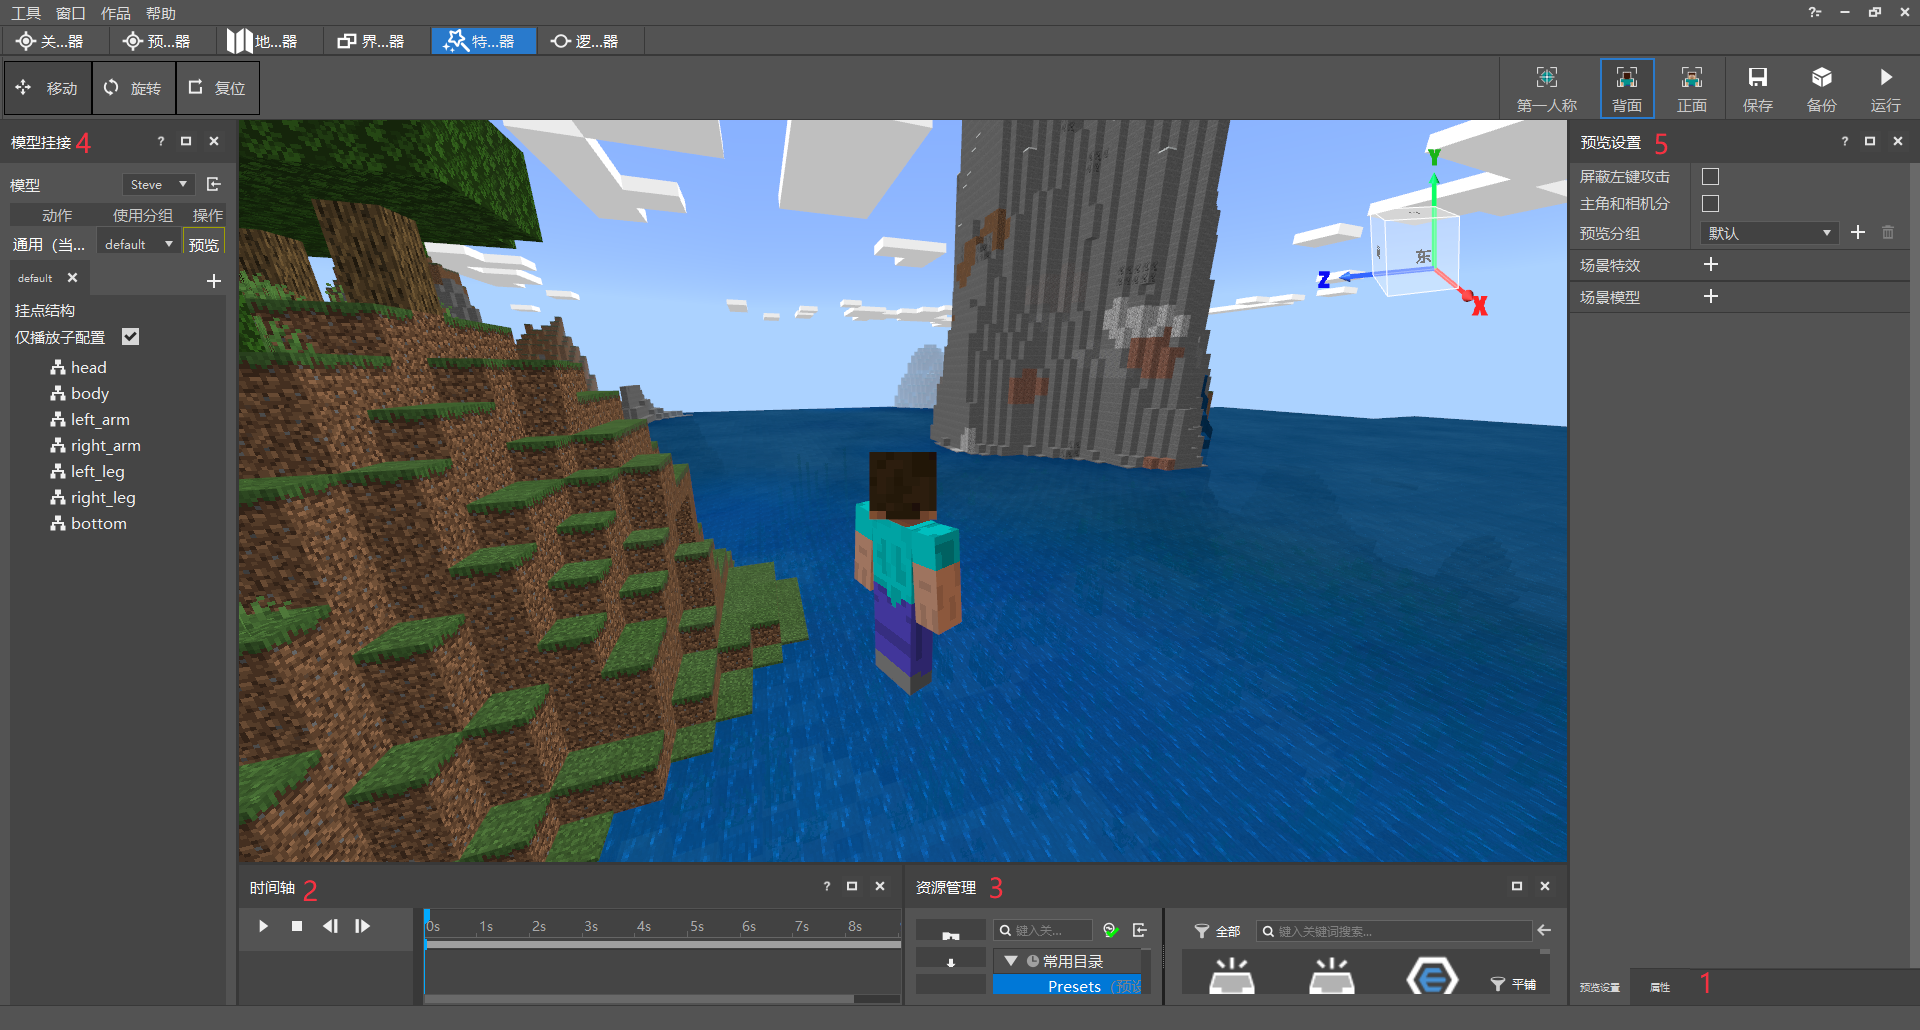 工具 窗口 作品 帮助
关...器 预...器 地...器 界...器 特...器 逻...器
移动 旋转 复位
第一人称 背面 正面 保存 备份 运行
模型挂接 4
模型 Steve
动作 使用分组 操作
通用（当... default 预览
default
挂点结构
仅播放子配置
head
body
left_arm
right_arm
left_leg
right_leg
bottom
Y
东
Z
X
预览设置 5
屏蔽左键攻击
主角和相机分
预览分组 默认
场景特效
场景模型
时间轴 2
0s 1s 2s 3s 4s 5s 6s 7s 8s
资源管理 3
键入关...
常用目录
Presets (预设
全部 键入关键词搜索...
平铺
预览设置 属性 1